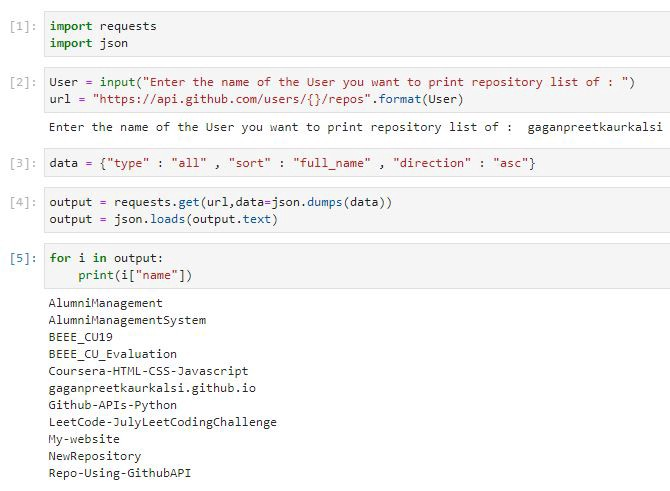 [1]: import requests
import json
[2]: User = input("Enter the name of the User you want to print repository list of : ")
url = "https://api.github.com/users/{}/repos".format(User)
Enter the name of the User you want to print repository list of :  gaganpreetkaurkalsi
[3]: data = {"type" : "all" , "sort" : "full_name" , "direction" : "asc"}
[4]: output = requests.get(url,data=json.dumps(data))
output = json.loads(output.text)
[5]: for i in output:
    print(i["name"])
AlumniManagement
AlumniManagementSystem
BEEE_CU19
BEEE_CU_Evaluation
Coursera-HTML-CSS-Javascript
gaganpreetkaurkalsi.github.io
Github-APIs-Python
LeetCode-JulyLeetCodingChallenge
My-website
NewRepository
Repo-Using-GithubAPI